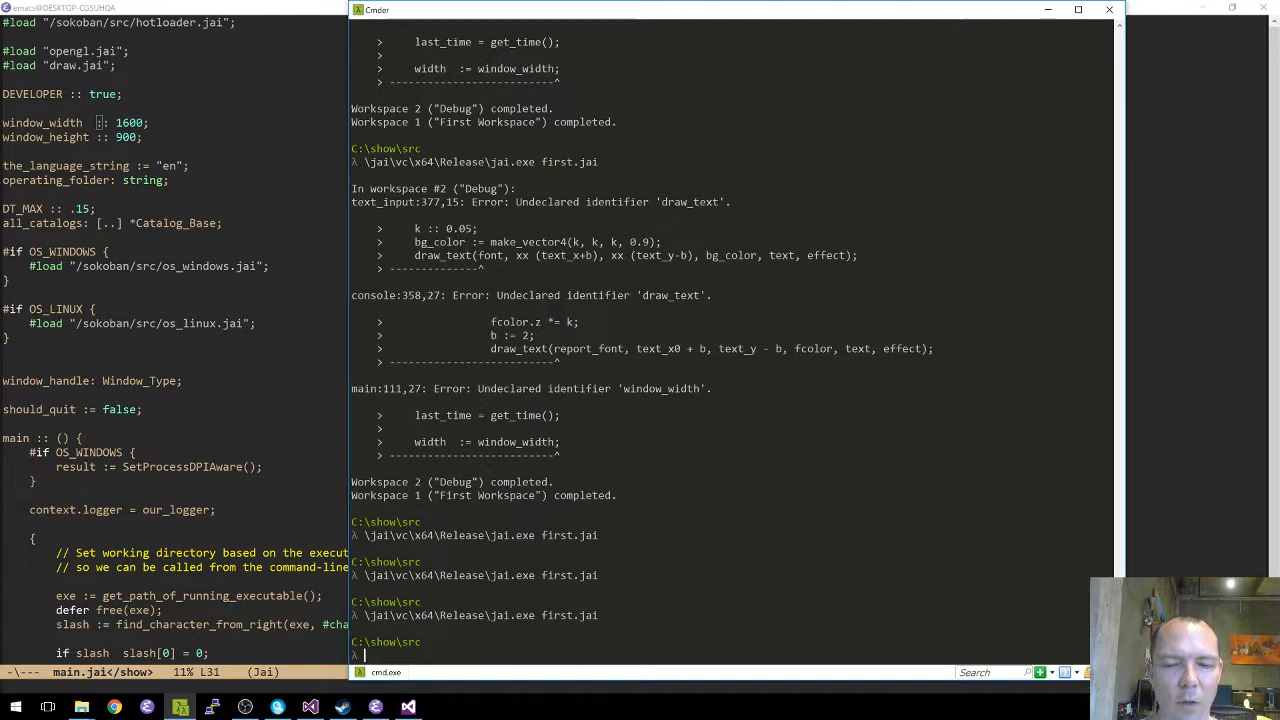 emacs@DESKTOP-CGSUHQA
#load "/sokoban/src/hotloader.jai";
#load "opengl.jai";
#load "draw.jai";
DEVELOPER :: true;
window_width  :: 1600;
window_height :: 900;
the_language_string := "en";
operating_folder: string;
DT_MAX :: .15;
all_catalogs: [..] *Catalog_Base;
#if OS_WINDOWS {
#load "/sokoban/src/os_windows.jai";
}
#if OS_LINUX {
#load "/sokoban/src/os_linux.jai";
}
window_handle: Window_Type;
should_quit := false;
main :: () {
#if OS_WINDOWS {
result := SetProcessDPIAware();
}
context.logger = our_logger;
{
// Set working directory based on the execut
// so we can be called from the command-line
exe := get_path_of_running_executable();
defer free(exe);
slash := find_character_from_right(exe, #cha
if slash  slash[0] = 0;
-\--- main.jai/show> 11% L31 (Jai)
Cmder
> last_time = get_time();
>
> width  := window_width;
> --------------------------^
Workspace 2 ("Debug") completed.
Workspace 1 ("First Workspace") completed.
C:\show\src
λ \jai\vc\x64\Release\jai.exe first.jai
In workspace #2 ("Debug"):
text_input:377,15: Error: Undeclared identifier 'draw_text'.
> k :: 0.05;
> bg_color := make_vector4(k, k, k, 0.9);
> draw_text(font, xx (text_x+b), xx (text_y-b), bg_color, text, effect);
> --------------^
console:358,27: Error: Undeclared identifier 'draw_text'.
> fcolor.z *= k;
> b := 2;
> draw_text(report_font, text_x0 + b, text_y - b, fcolor, text, effect);
> --------------------------^
main:111,27: Error: Undeclared identifier 'window_width'.
> last_time = get_time();
>
> width  := window_width;
> --------------------------^
Workspace 2 ("Debug") completed.
Workspace 1 ("First Workspace") completed.
C:\show\src
λ \jai\vc\x64\Release\jai.exe first.jai
C:\show\src
λ \jai\vc\x64\Release\jai.exe first.jai
C:\show\src
λ \jai\vc\x64\Release\jai.exe first.jai
C:\show\src
λ
cmd.exe
Search